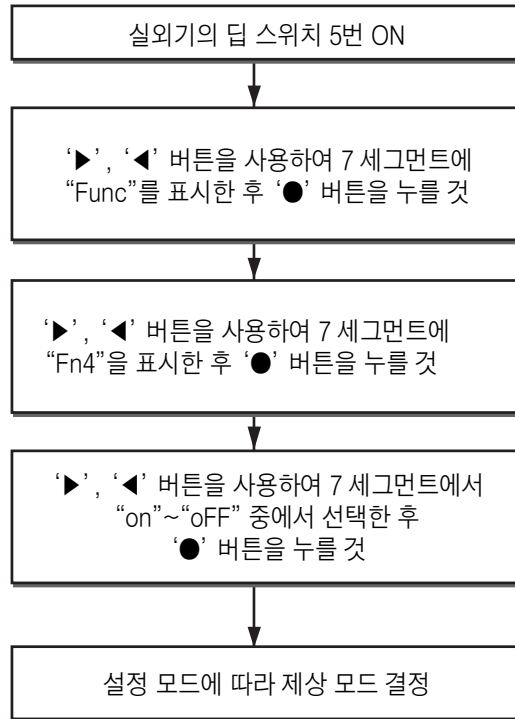 실외기의 딥 스위치 5번 ON
‘▶’, ‘◀’ 버튼을 사용하여 7 세그먼트에
“Func”를 표시한 후 ‘●’ 버튼을 누를 것
‘▶’, ‘◀’ 버튼을 사용하여 7 세그먼트에
“Fn4”을 표시한 후 ‘●’ 버튼을 누를 것
‘▶’, ‘◀’ 버튼을 사용하여 7 세그먼트에서
“on”~“oFF” 중에서 선택한 후
‘●’ 버튼을 누를 것
설정 모드에 따라 제상 모드 결정